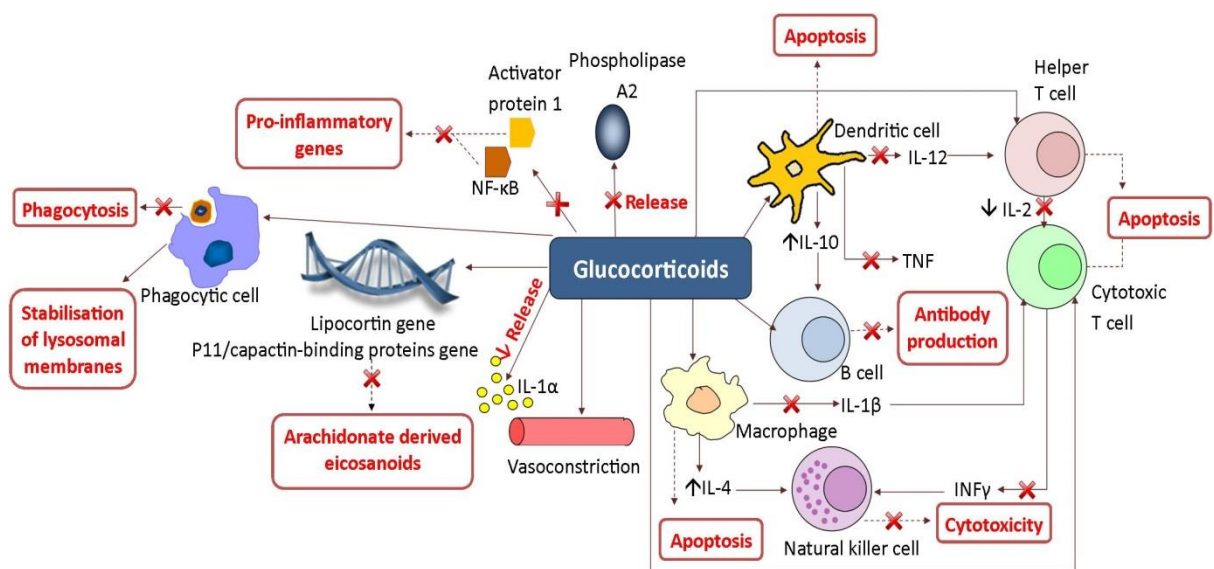 Apoptosis
Phospholipase
A2
Activator
protein 1
Helper
T cell
Pro-inflammatory
genes
NF-κB
Dendritic cell
IL-12
Release
Phagocytosis
↓ IL-2
Apoptosis
↑IL-10
TNF
Glucocorticoids
Phagocytic cell
Cytotoxic
T cell
Stabilisation
of lysosomal
membranes
Lipocortin gene
P11/capactin-binding proteins gene
↓ Release
IL-1α
Antibody
production
B cell
IL-1β
Macrophage
Arachidonate derived
eicosanoids
Vasoconstriction
↑IL-4
INFγ
Apoptosis
Cytotoxicity
Natural killer cell